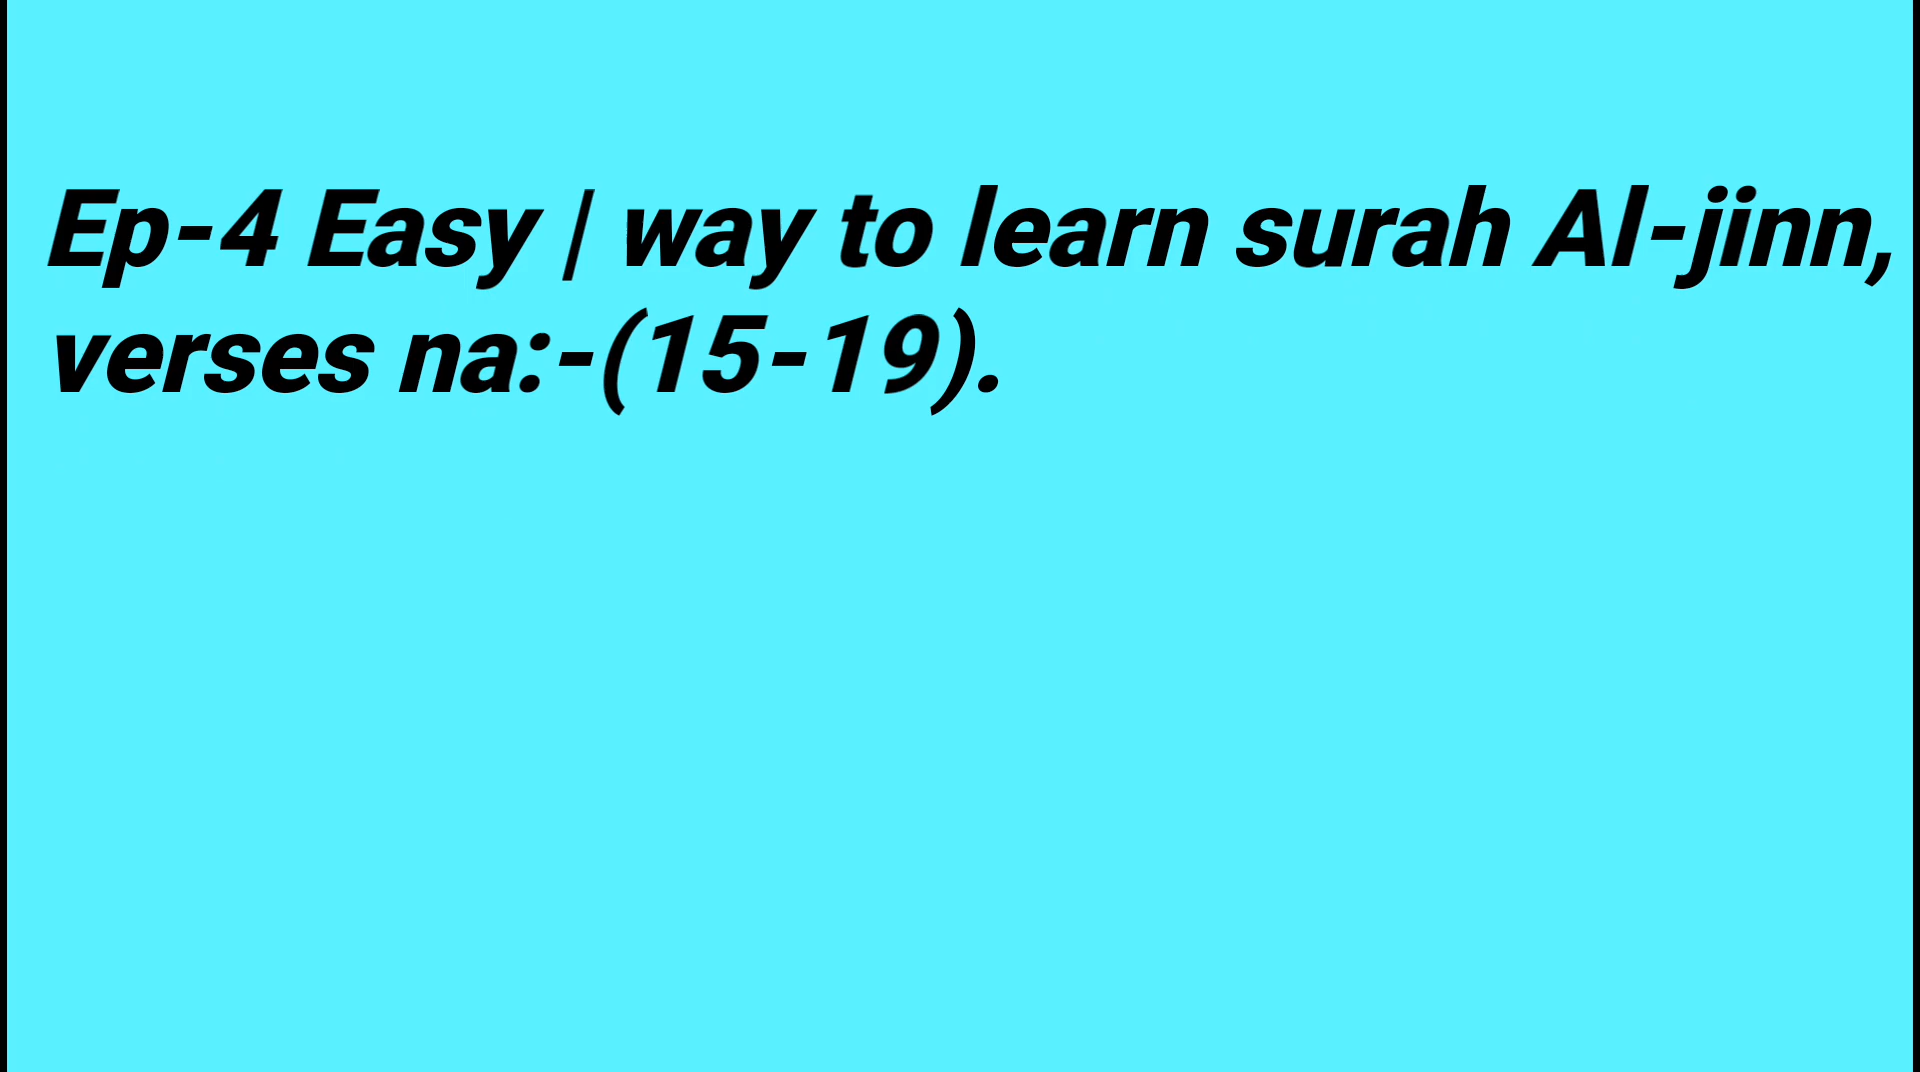 Ep-4 Easy | way to learn surah Al-jinn,
verses na:-(15-19).